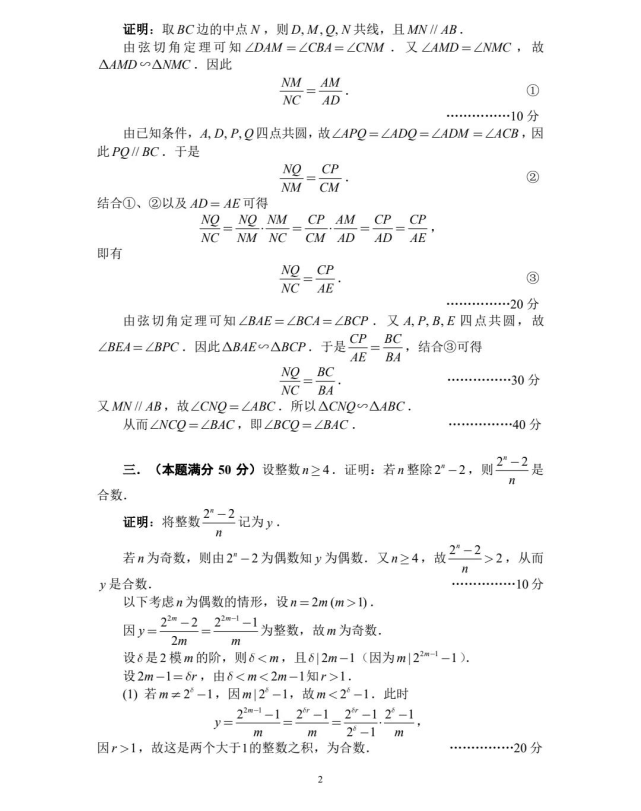 证明：取BC边的中点N，则D, M, Q, N共线，且MN // AB．
由弦切角定理可知∠DAM=∠CBA=∠CNM．又∠AMD=∠NMC，故
△AMD∽△NMC．因此
NM/NC = AM/AD． ①
···············10 分
由已知条件，A, D, P, Q四点共圆，故∠APQ=∠ADQ=∠ADM=∠ACB，因
此PQ // BC．于是
NQ/NM = CP/CM． ②
结合①、②以及AD=AE可得
NQ/NC = NQ/NM · NM/NC = CP/CM · AM/AD = CP/AD = CP/AE，
即有
NQ/NC = CP/AE． ③
···············20 分
由弦切角定理可知∠BAE=∠BCA=∠BCP．又A, P, B, E四点共圆，故
∠BEA=∠BPC．因此△BAE∽△BCP．于是CP/AE = BC/BA，结合③可得
NQ/NC = BC/BA． ···············30 分
又MN // AB，故∠CNQ=∠ABC．所以△CNQ∽△ABC．
从而∠NCQ=∠BAC，即∠BCQ=∠BAC． ···············40 分
三．（本题满分 50 分）设整数n≥4．证明：若n整除2ⁿ−2，则(2ⁿ−2)/n是
合数．
证明：将整数(2ⁿ−2)/n记为y．
若n为奇数，则由2ⁿ−2为偶数知y为偶数．又n≥4，故(2ⁿ−2)/n>2，从而
y是合数． ···············10 分
以下考虑n为偶数的情形，设n=2m (m>1)．
因y=(2^{2m}−2)/(2m)=(2^{2m−1}−1)/m为整数，故m为奇数．
设δ是2模m的阶，则δ<m，且δ|2m−1（因为m|2^{2m−1}−1）．
设2m−1=δr，由δ<m<2m−1知r>1．
(1) 若m≠2^δ−1，因m|2^δ−1，故m<2^δ−1．此时
y=(2^{2m−1}−1)/m=(2^{δr}−1)/m=(2^{δr}−1)/(2^δ−1)·(2^δ−1)/m，
因r>1，故这是两个大于1的整数之积，为合数． ···············20 分
2